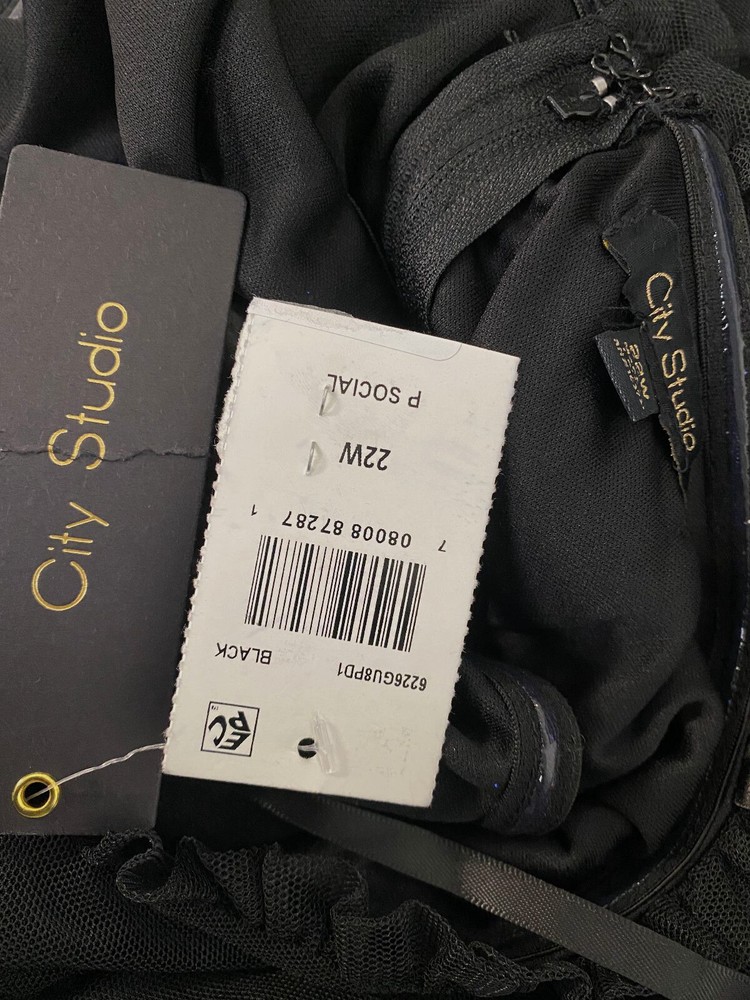 City Studio
6226GU8PD1 BLACK
7 08008 87287 1
22W
P SOCIAL
City Studio